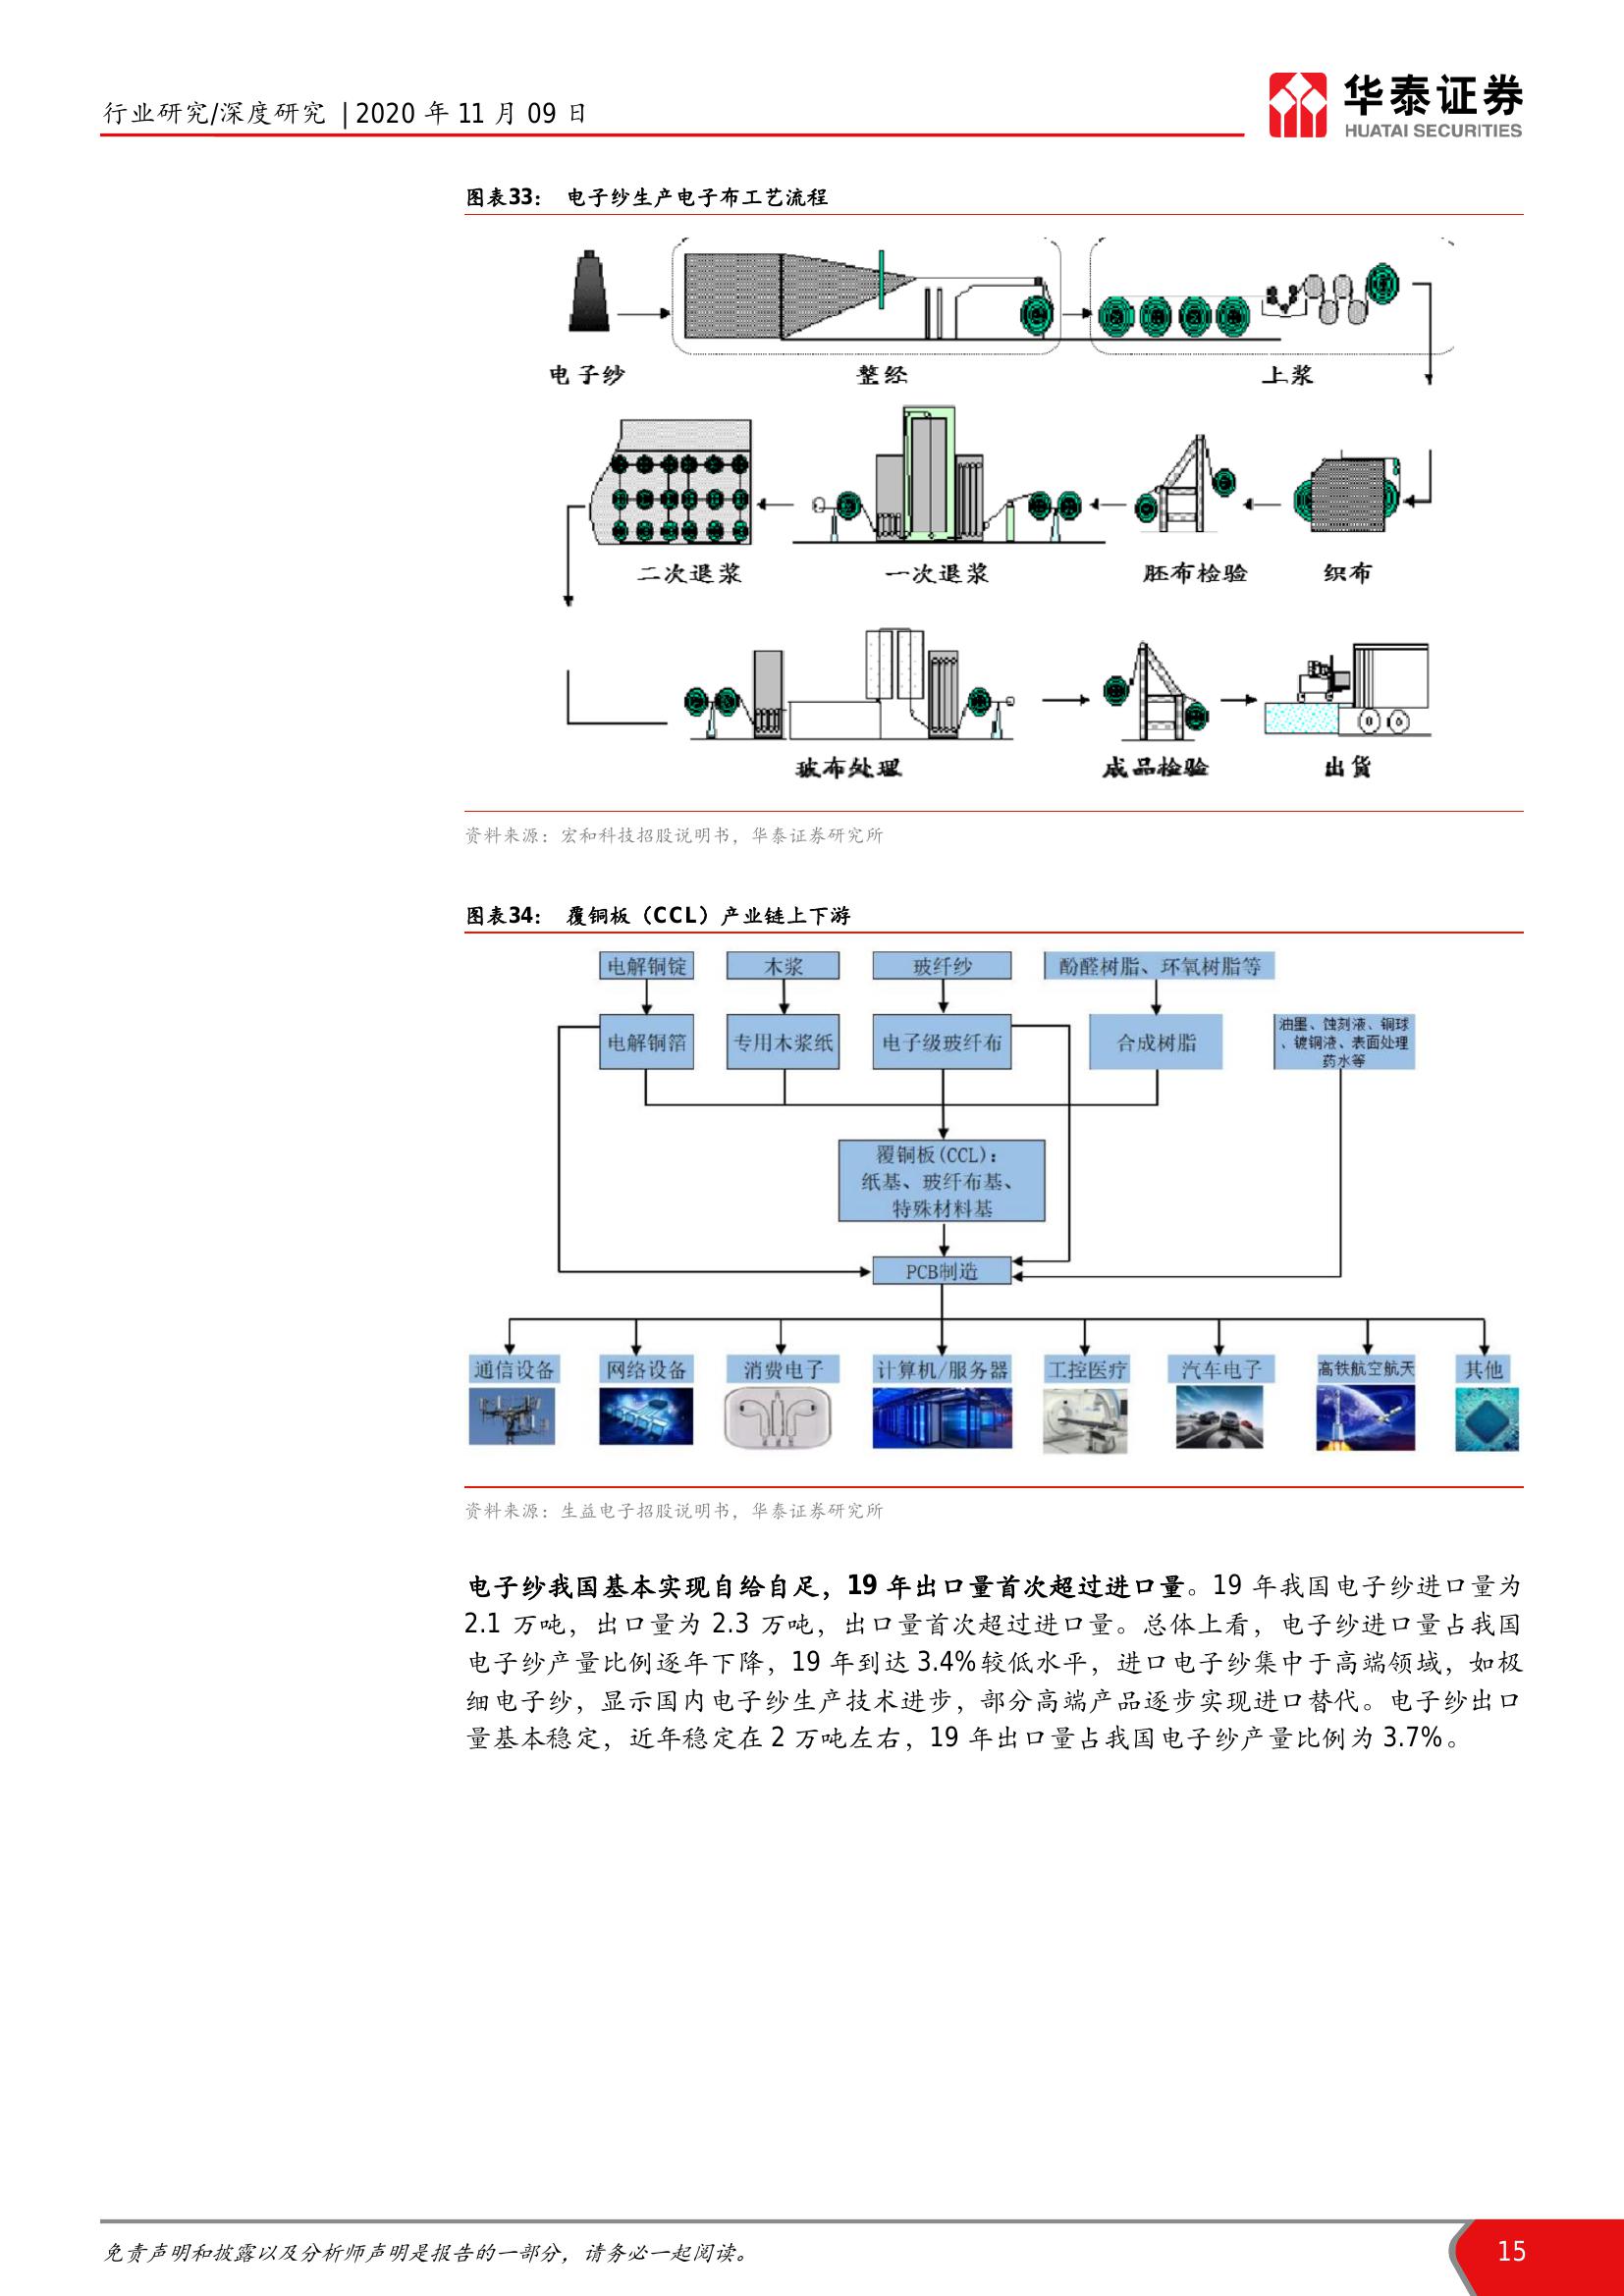 行业研究/深度研究 | 2020 年 11 月 09 日
华泰证券
HUATAI SECURITIES
图表33： 电子纱生产电子布工艺流程
电子纱 整经 上浆
二次退浆 一次退浆 胚布检验 织布
玻布处理 成品检验 出货
资料来源：宏和科技招股说明书，华泰证券研究所
图表34： 覆铜板（CCL）产业链上下游
电解铜锭 木浆 玻纤纱 酚醛树脂、环氧树脂等
电解铜箔 专用木浆纸 电子级玻纤布 合成树脂
油墨、蚀刻液、铜球
、镀铜液、表面处理
药水等
覆铜板(CCL)：
纸基、玻纤布基、
特殊材料基
PCB制造
通信设备 网络设备 消费电子 计算机/服务器 工控医疗 汽车电子 高铁航空航天 其他
资料来源：生益电子招股说明书，华泰证券研究所
电子纱我国基本实现自给自足，19 年出口量首次超过进口量。19 年我国电子纱进口量为
2.1 万吨，出口量为 2.3 万吨，出口量首次超过进口量。总体上看，电子纱进口量占我国
电子纱产量比例逐年下降，19 年到达 3.4%较低水平，进口电子纱集中于高端领域，如极
细电子纱，显示国内电子纱生产技术进步，部分高端产品逐步实现进口替代。电子纱出口
量基本稳定，近年稳定在 2 万吨左右，19 年出口量占我国电子纱产量比例为 3.7%。
免责声明和披露以及分析师声明是报告的一部分，请务必一起阅读。
15